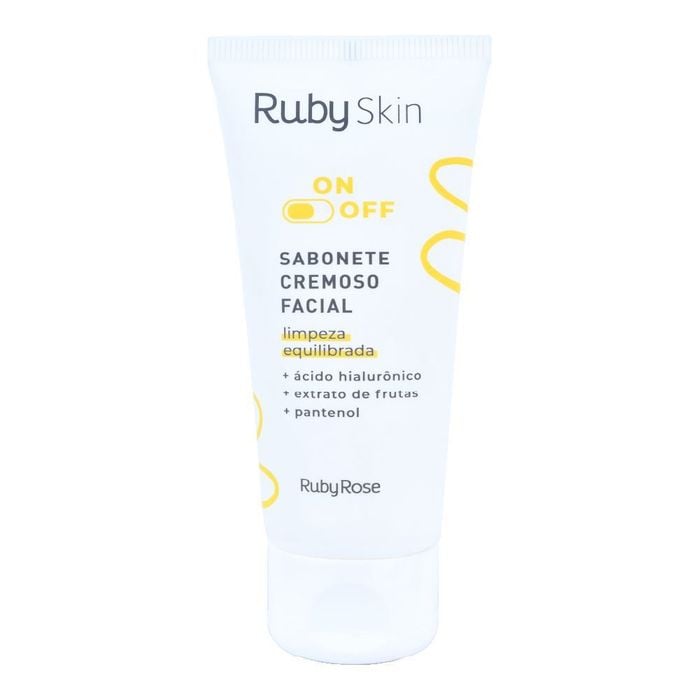 Ruby Skin
ON
OFF
SABONETE
CREMOSO
FACIAL
limpeza
equilibrada
+ ácido hialurônico
+ extrato de frutas
+ pantenol
RubyRose